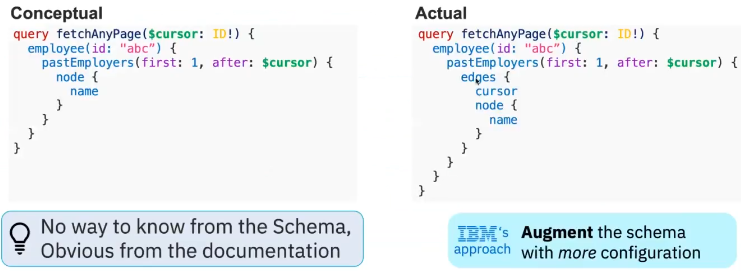 Conceptual
query fetchAnyPage($cursor: ID!) {
employee(id: "abc") {
pastEmployers(first: 1, after: $cursor) {
node {
name
}
}
}
}
No way to know from the Schema,
Obvious from the documentation
Actual
query fetchAnyPage($cursor: ID!) {
employee(id: "abc") {
pastEmployers(first: 1, after: $cursor) {
edges {
cursor
node {
name
}
}
}
}
}
IBM's
approach
Augment the schema
with more configuration